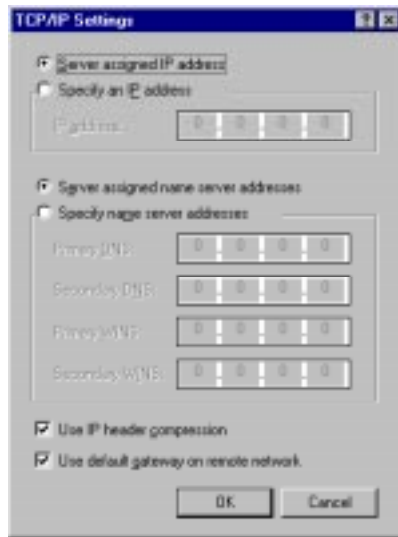 TCP/IP Settings
? ×
Server assigned IP address
Specify an IP address
IP address:
0 . 0 . 0 . 0
Server assigned name server addresses
Specify name server addresses
Primary DNS:
0 . 0 . 0 . 0
Secondary DNS:
0 . 0 . 0 . 0
Primary WINS:
0 . 0 . 0 . 0
Secondary WINS:
0 . 0 . 0 . 0
Use IP header compression
Use default gateway on remote network
OK
Cancel